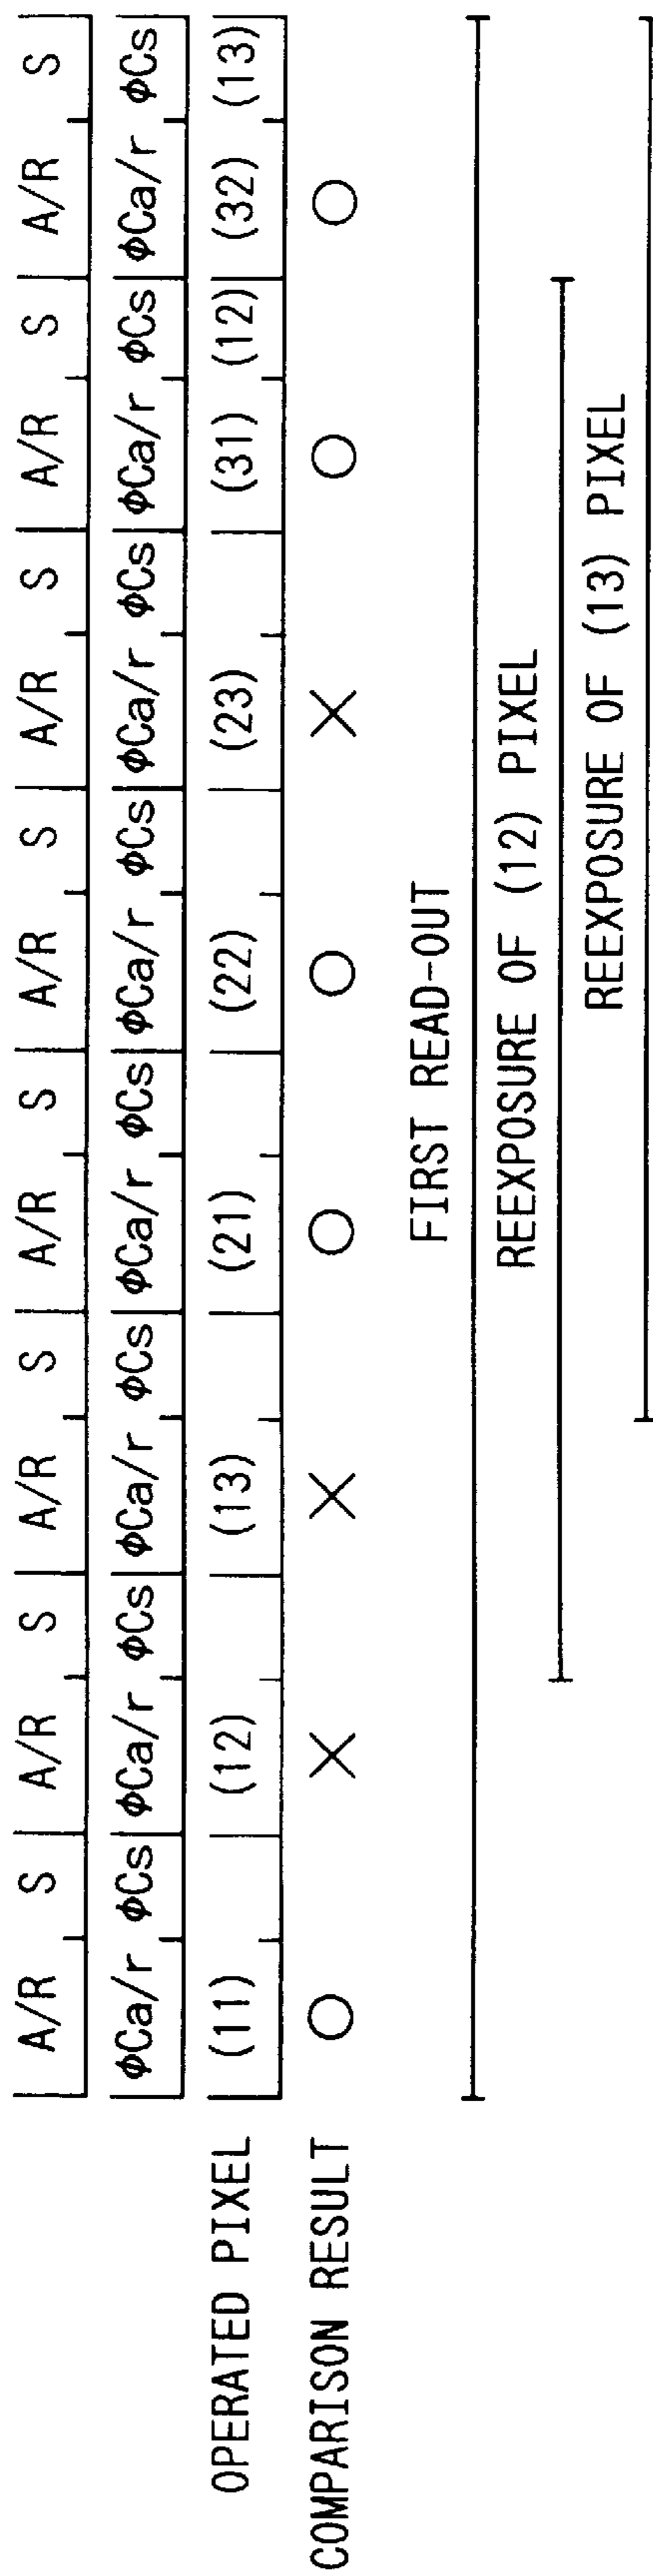 A/R S A/R S A/R S A/R S A/R S A/R S A/R S A/R S
ϕCa/r ϕCs ϕCa/r ϕCs ϕCa/r ϕCs ϕCa/r ϕCs ϕCa/r ϕCs ϕCa/r ϕCs ϕCa/r ϕCs ϕCa/r ϕCs
OPERATED PIXEL (11) (12) (13) (21) (22) (23) (31) (12) (32) (13)
COMPARISON RESULT ○ × × ○ ○ × ○ ○
FIRST READ-OUT
REEXPOSURE OF (12) PIXEL
REEXPOSURE OF (13) PIXEL